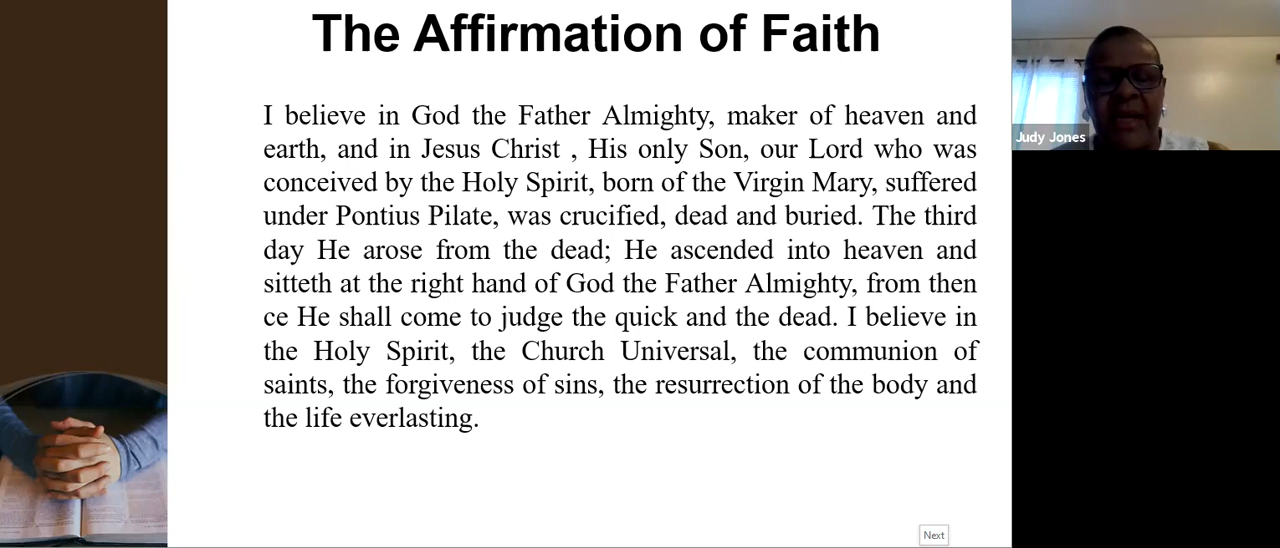 The Affirmation of Faith
I believe in God the Father Almighty, maker of heaven and
earth, and in Jesus Christ , His only Son, our Lord who was
conceived by the Holy Spirit, born of the Virgin Mary, suffered
under Pontius Pilate, was crucified, dead and buried. The third
day He arose from the dead; He ascended into heaven and
sitteth at the right hand of God the Father Almighty, from then
ce He shall come to judge the quick and the dead. I believe in
the Holy Spirit, the Church Universal, the communion of
saints, the forgiveness of sins, the resurrection of the body and
the life everlasting.
Next
Judy Jones